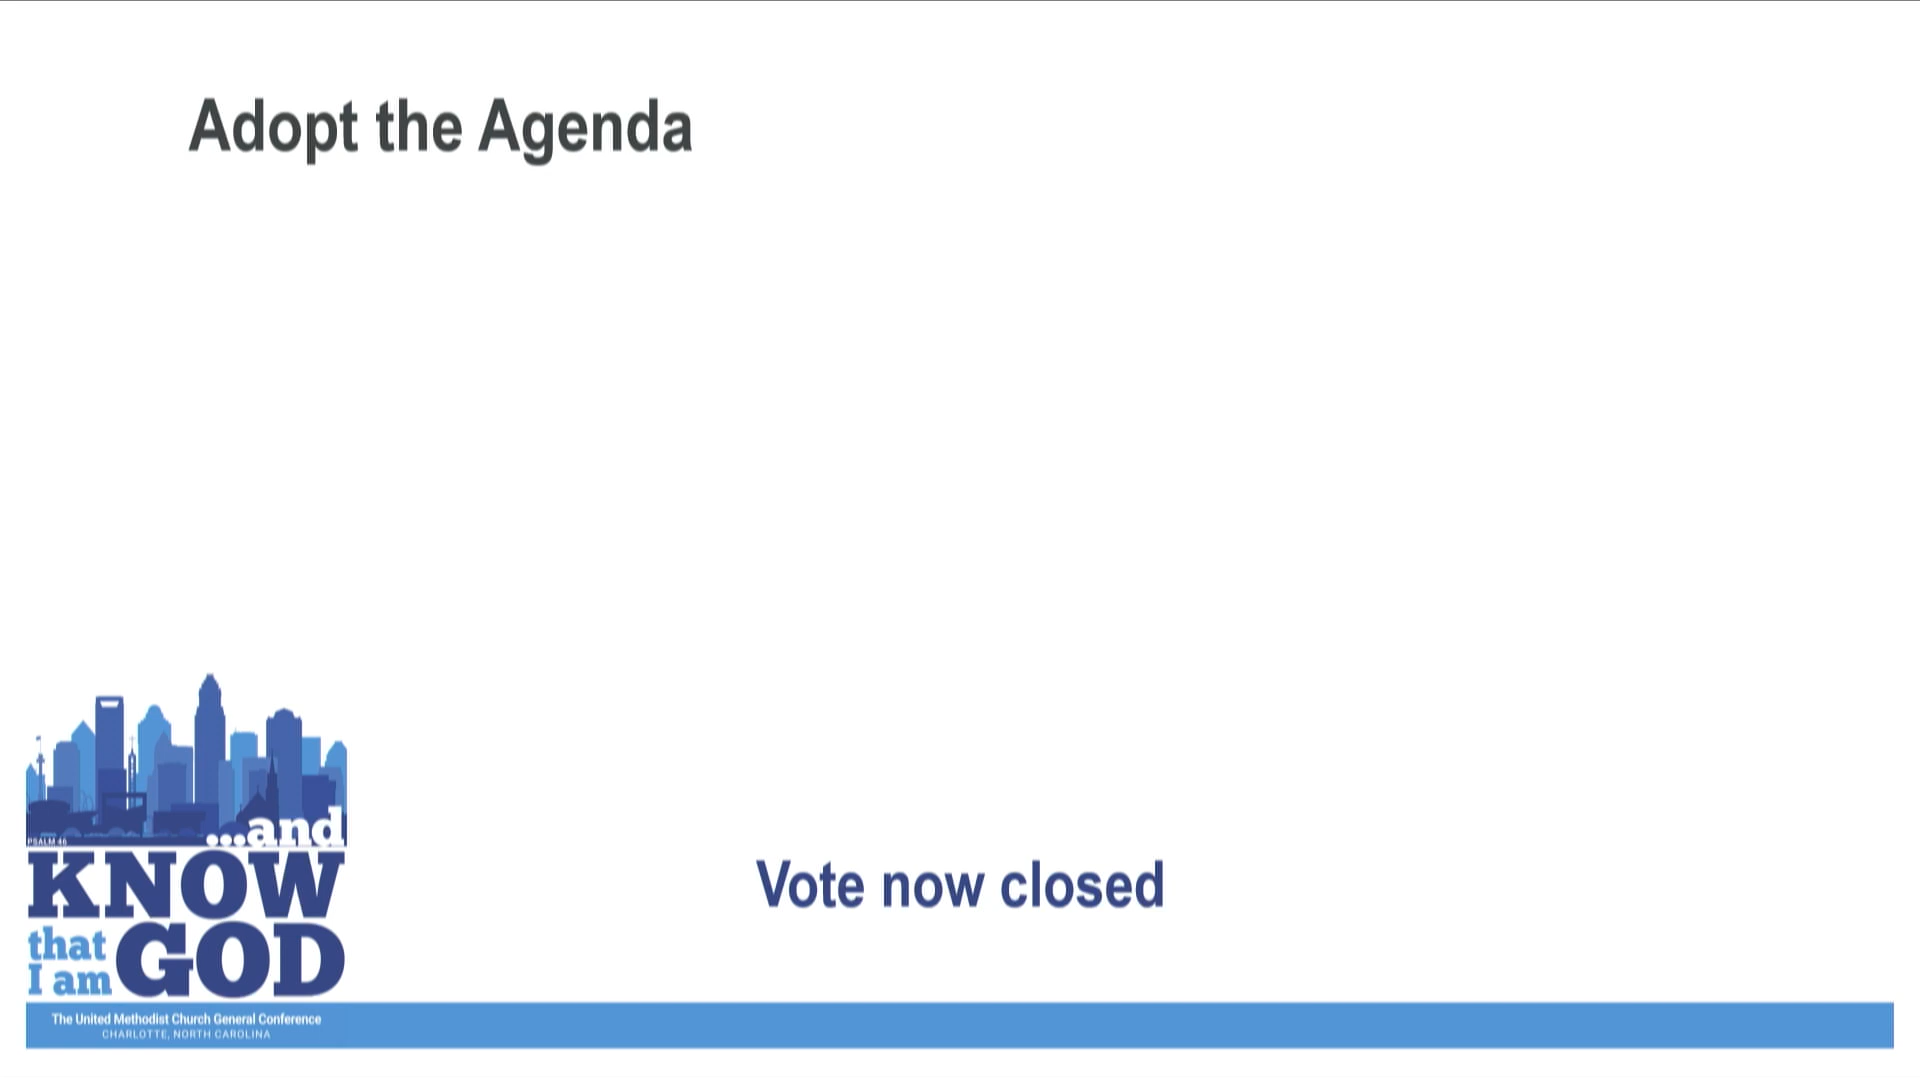 Adopt the Agenda
PSALM 46
...and
KNOW
that
I am
GOD
Vote now closed
The United Methodist Church General Conference
CHARLOTTE, NORTH CAROLINA